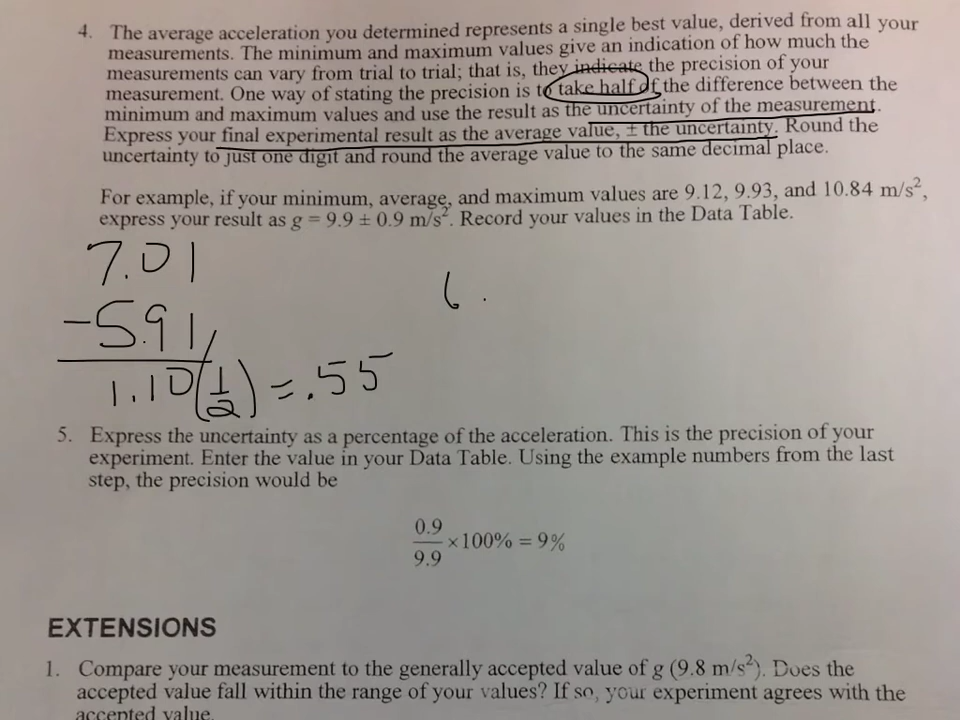 4. The average acceleration you determined represents a single best value, derived from all your
measurements. The minimum and maximum values give an indication of how much the
measurements can vary from trial to trial; that is, they indicate the precision of your
measurement. One way of stating the precision is to take half of the difference between the
minimum and maximum values and use the result as the uncertainty of the measurement.
Express your final experimental result as the average value, ± the uncertainty. Round the
uncertainty to just one digit and round the average value to the same decimal place.
For example, if your minimum, average, and maximum values are 9.12, 9.93, and 10.84 m/s²,
express your result as g = 9.9 ± 0.9 m/s². Record your values in the Data Table.
7.01
6.
-5.91
1.10(1/2) = .55
5. Express the uncertainty as a percentage of the acceleration. This is the precision of your
experiment. Enter the value in your Data Table. Using the example numbers from the last
step, the precision would be
0.9/9.9 × 100% = 9%
EXTENSIONS
1. Compare your measurement to the generally accepted value of g (9.8 m/s²). Does the
accepted value fall within the range of your values? If so, your experiment agrees with the
accepted value.